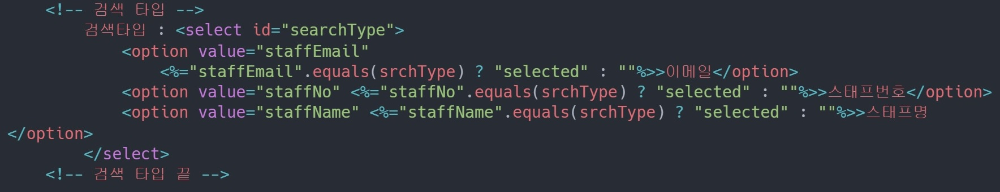 <!-- 검색 타입 -->
검색타입 : <select id="searchType">
<option value="staffEmail"
<%="staffEmail".equals(srchType) ? "selected" : ""%>>이메일</option>
<option value="staffNo" <%="staffNo".equals(srchType) ? "selected" : ""%>>스태프번호</option>
<option value="staffName" <%="staffName".equals(srchType) ? "selected" : ""%>>스태프명
</option>
</select>
<!-- 검색 타입 끝 -->